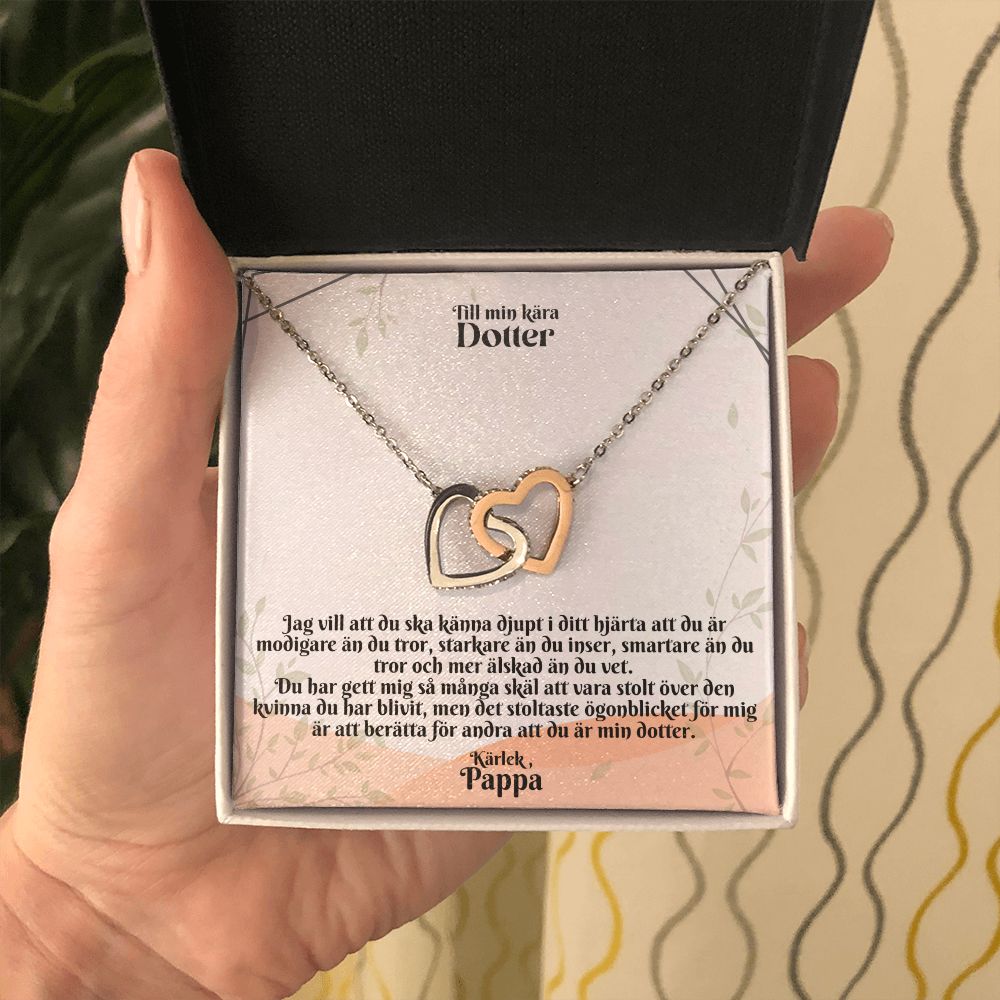 Till min kära
Dotter
Jag vill att du ska känna djupt i ditt hjärta att du är
modigare än du tror, starkare än du inser, smartare än du
tror och mer älskad än du vet.
Du har gett mig så många skäl att vara stolt över den
kvinna du har blivit, men det stoltaste ögonblicket för mig
är att berätta för andra att du är min dotter.
Kärlek,
Pappa